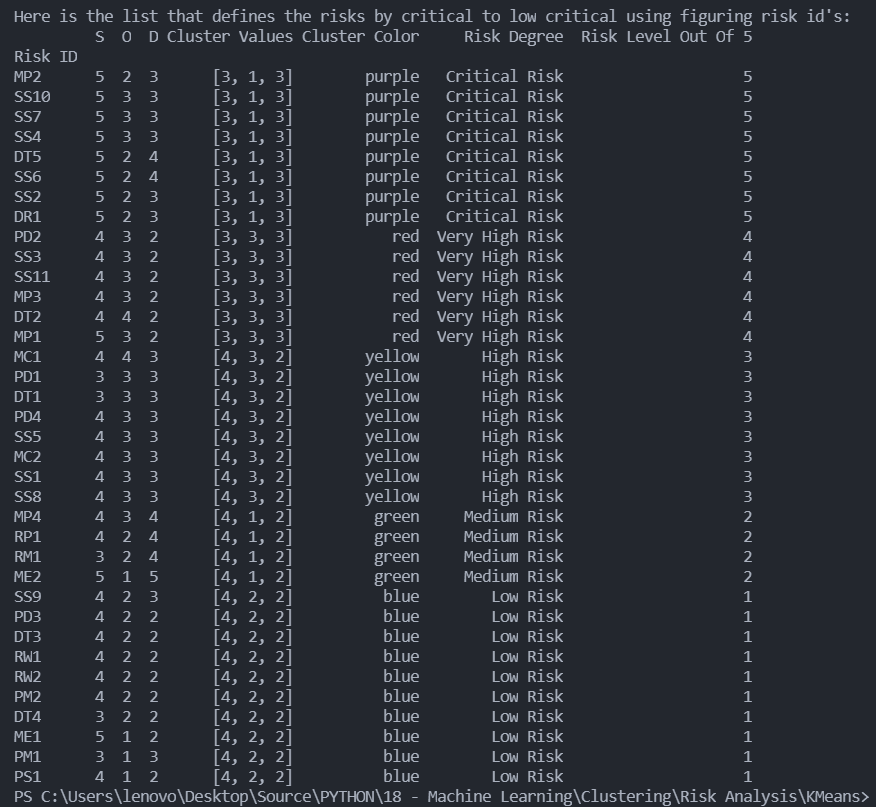 Here is the list that defines the risks by critical to low critical using figuring risk id's:
S O D Cluster Values Cluster Color Risk Degree Risk Level Out Of 5
Risk ID
MP2 5 2 3 [3, 1, 3] purple Critical Risk 5
SS10 5 3 3 [3, 1, 3] purple Critical Risk 5
SS7 5 3 3 [3, 1, 3] purple Critical Risk 5
SS4 5 3 3 [3, 1, 3] purple Critical Risk 5
DT5 5 2 4 [3, 1, 3] purple Critical Risk 5
SS6 5 2 4 [3, 1, 3] purple Critical Risk 5
SS2 5 2 3 [3, 1, 3] purple Critical Risk 5
DR1 5 2 3 [3, 1, 3] purple Critical Risk 5
PD2 4 3 2 [3, 3, 3] red Very High Risk 4
SS3 4 3 2 [3, 3, 3] red Very High Risk 4
SS11 4 3 2 [3, 3, 3] red Very High Risk 4
MP3 4 3 2 [3, 3, 3] red Very High Risk 4
DT2 4 4 2 [3, 3, 3] red Very High Risk 4
MP1 5 3 2 [3, 3, 3] red Very High Risk 4
MC1 4 4 3 [4, 3, 2] yellow High Risk 3
PD1 3 3 3 [4, 3, 2] yellow High Risk 3
DT1 3 3 3 [4, 3, 2] yellow High Risk 3
PD4 4 3 3 [4, 3, 2] yellow High Risk 3
SS5 4 3 3 [4, 3, 2] yellow High Risk 3
MC2 4 3 3 [4, 3, 2] yellow High Risk 3
SS1 4 3 3 [4, 3, 2] yellow High Risk 3
SS8 4 3 3 [4, 3, 2] yellow High Risk 3
MP4 4 3 4 [4, 1, 2] green Medium Risk 2
RP1 4 2 4 [4, 1, 2] green Medium Risk 2
RM1 3 2 4 [4, 1, 2] green Medium Risk 2
ME2 5 1 5 [4, 1, 2] green Medium Risk 2
SS9 4 2 3 [4, 2, 2] blue Low Risk 1
PD3 4 2 2 [4, 2, 2] blue Low Risk 1
DT3 4 2 2 [4, 2, 2] blue Low Risk 1
RW1 4 2 2 [4, 2, 2] blue Low Risk 1
RW2 4 2 2 [4, 2, 2] blue Low Risk 1
PM2 4 2 2 [4, 2, 2] blue Low Risk 1
DT4 3 2 2 [4, 2, 2] blue Low Risk 1
ME1 5 1 2 [4, 2, 2] blue Low Risk 1
PM1 3 1 3 [4, 2, 2] blue Low Risk 1
PS1 4 1 2 [4, 2, 2] blue Low Risk 1
PS C:\Users\lenovo\Desktop\Source\PYTHON\18 - Machine Learning\Clustering\Risk Analysis\KMeans>